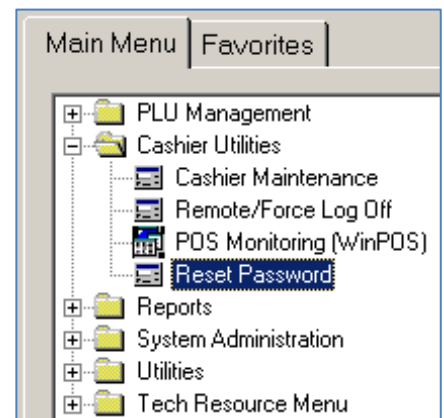 Main Menu Favorites
PLU Management
Cashier Utilities
Cashier Maintenance
Remote/Force Log Off
POS Monitoring (WinPOS)
Reset Password
Reports
System Administration
Utilities
Tech Resource Menu